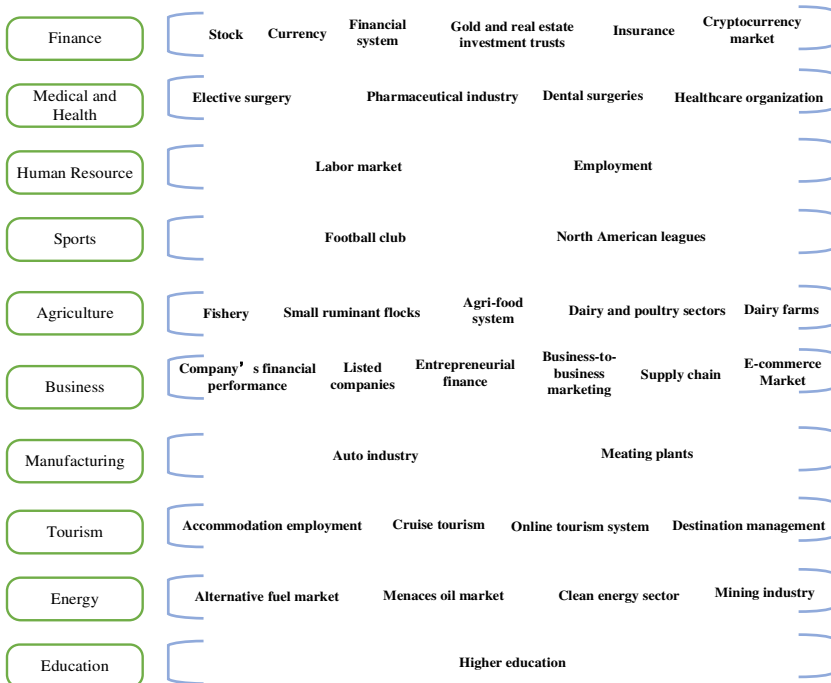 Finance
Stock
Currency
Financial
system
Gold and real estate
investment trusts
Insurance
Cryptocurrency
market
Medical and
Health
Elective surgery
Pharmaceutical industry
Dental surgeries
Healthcare organization
Human Resource
Labor market
Employment
Sports
Football club
North American leagues
Agriculture
Fishery
Small ruminant flocks
Agri-food
system
Dairy and poultry sectors
Dairy farms
Business
Company’s financial
performance
Listed
companies
Entrepreneurial
finance
Business-to-
business
marketing
Supply chain
E-commerce
Market
Manufacturing
Auto industry
Meating plants
Tourism
Accommodation employment
Cruise tourism
Online tourism system
Destination management
Energy
Alternative fuel market
Menaces oil market
Clean energy sector
Mining industry
Education
Higher education